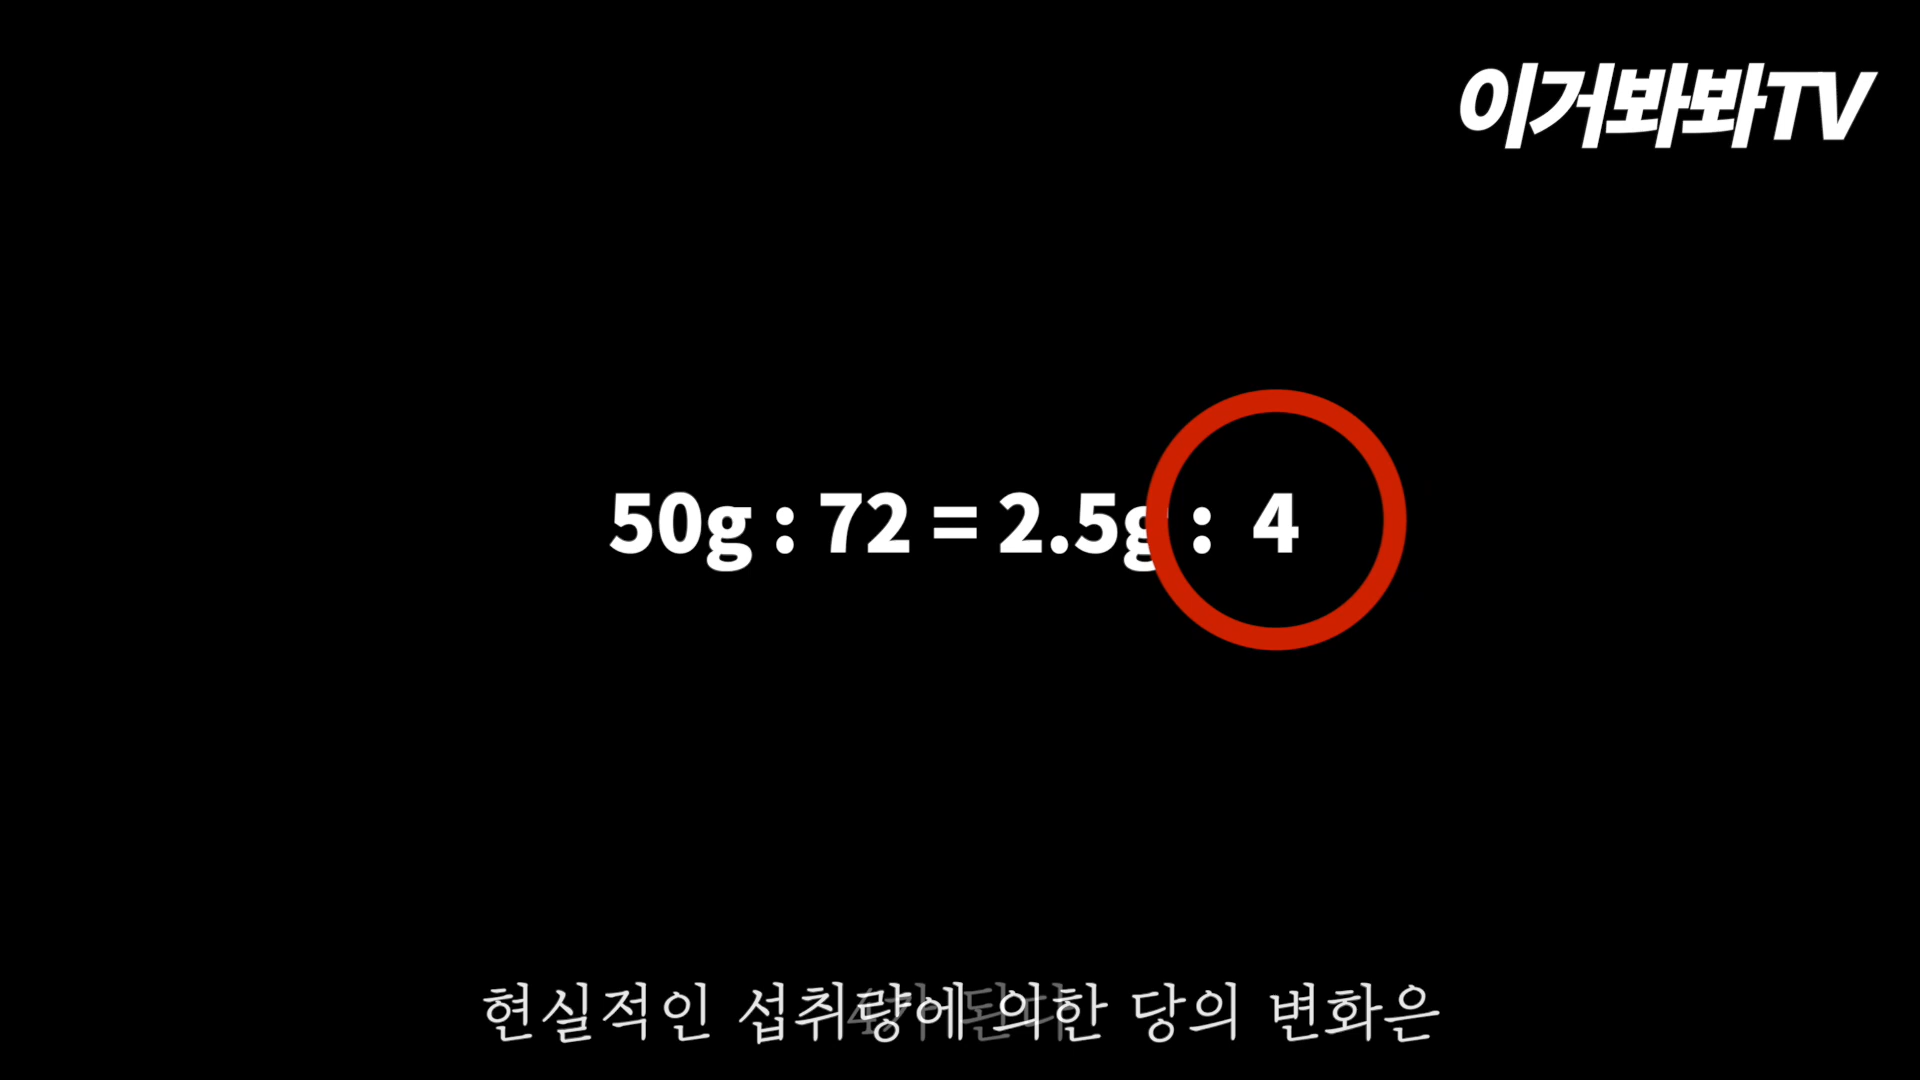 이거봐봐TV
50g : 72 = 2.5g : 4
현실적인 섭취량에 의한 당의 변화은